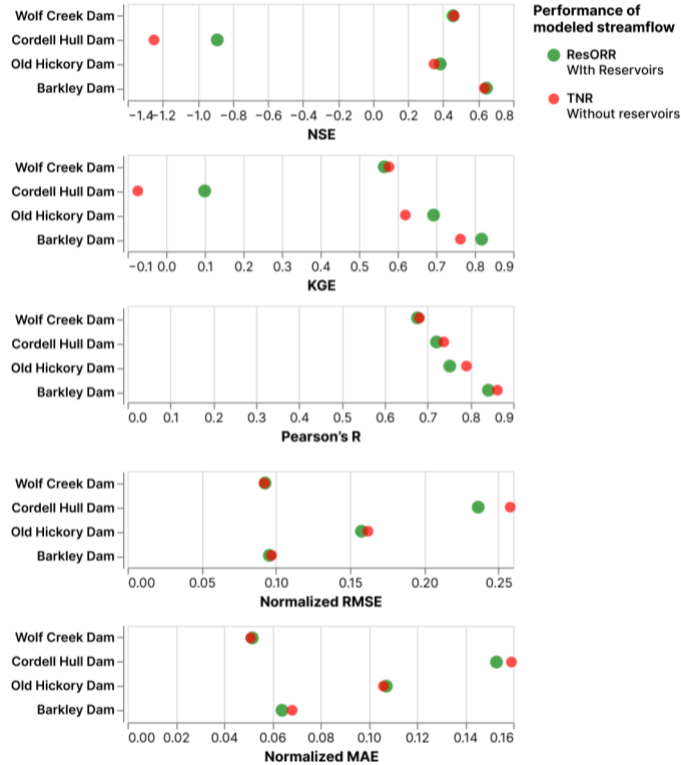 Performance of
modeled streamflow
ResORR
WIth Reservoirs
TNR
Without reservoirs
Wolf Creek Dam
Cordell Hull Dam
Old Hickory Dam
Barkley Dam
−1.4 −1.2 −1.0 −0.8 −0.6 −0.4 −0.2 0.0 0.2 0.4 0.6 0.8
NSE
Wolf Creek Dam
Cordell Hull Dam
Old Hickory Dam
Barkley Dam
−0.1 0.0 0.1 0.2 0.3 0.4 0.5 0.6 0.7 0.8 0.9
KGE
Wolf Creek Dam
Cordell Hull Dam
Old Hickory Dam
Barkley Dam
0.0 0.1 0.2 0.3 0.4 0.5 0.6 0.7 0.8 0.9
Pearson's R
Wolf Creek Dam
Cordell Hull Dam
Old Hickory Dam
Barkley Dam
0.00 0.05 0.10 0.15 0.20 0.25
Normalized RMSE
Wolf Creek Dam
Cordell Hull Dam
Old Hickory Dam
Barkley Dam
0.00 0.02 0.04 0.06 0.08 0.10 0.12 0.14 0.16
Normalized MAE